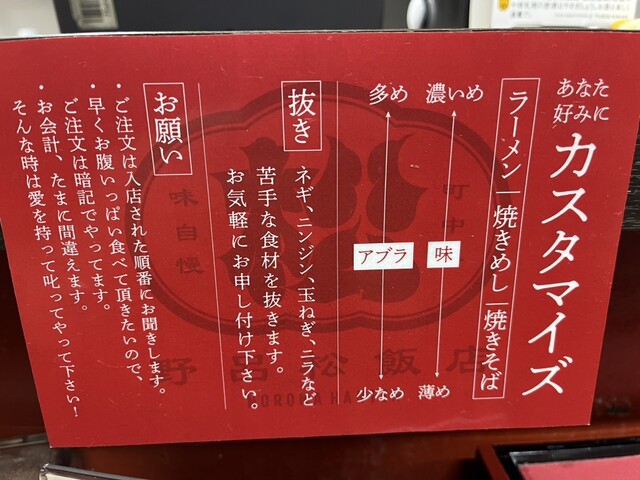 あなた
好みに
カスタマイズ
ラーメン｜焼きめし｜焼きそば
濃いめ
味
薄め
多め
アブラ
少なめ
抜き
ネギ、ニンジン、玉ねぎ、ニラなど
苦手な食材を抜きます。
お気軽にお申し付け下さい。
お願い
・ご注文は入店された順番にお聞きします。
・早くお腹いっぱい食べて頂きたいので、
ご注文は暗記でやってます。
・お会計、たまに間違えます。
そんな時は愛を持って叱ってやって下さい！
味自慢
野呂松飯店